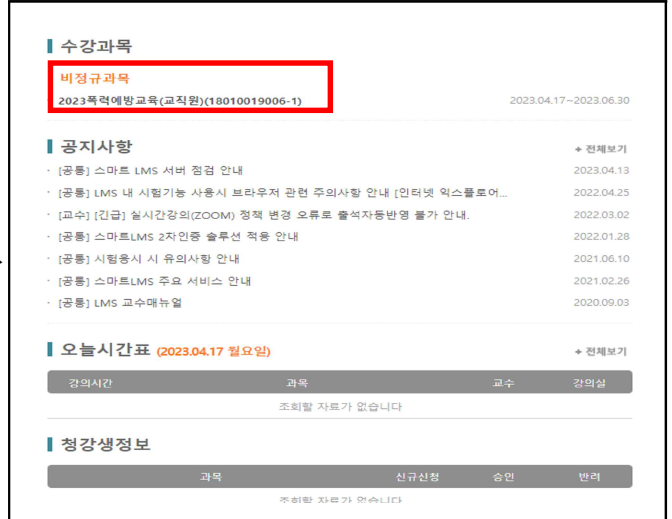 수강과목
비정규과목
2023폭력예방교육(교직원)(18010019006-1) 2023.04.17~2023.06.30
공지사항 + 전체보기
· [공통] 스마트 LMS 서버 점검 안내 2023.04.13
· [공통] LMS 내 시험기능 사용시 브라우저 관련 주의사항 안내 [인터넷 익스플로어... 2022.04.25
· [교수] [긴급] 실시간강의(ZOOM) 정책 변경 오류로 출석자동반영 불가 안내. 2022.03.02
· [공통] 스마트LMS 2차인증 솔루션 적용 안내 2022.01.28
· [공통] 시험응시 시 유의사항 안내 2021.06.10
· [공통] 스마트LMS 주요 서비스 안내 2021.02.26
· [공통] LMS 교수매뉴얼 2020.09.03
오늘시간표 (2023.04.17 월요일) + 전체보기
강의시간 과목 교수 강의실
조회할 자료가 없습니다
청강생정보
과목 신규신청 승인 반려
조회할 자료가 없습니다